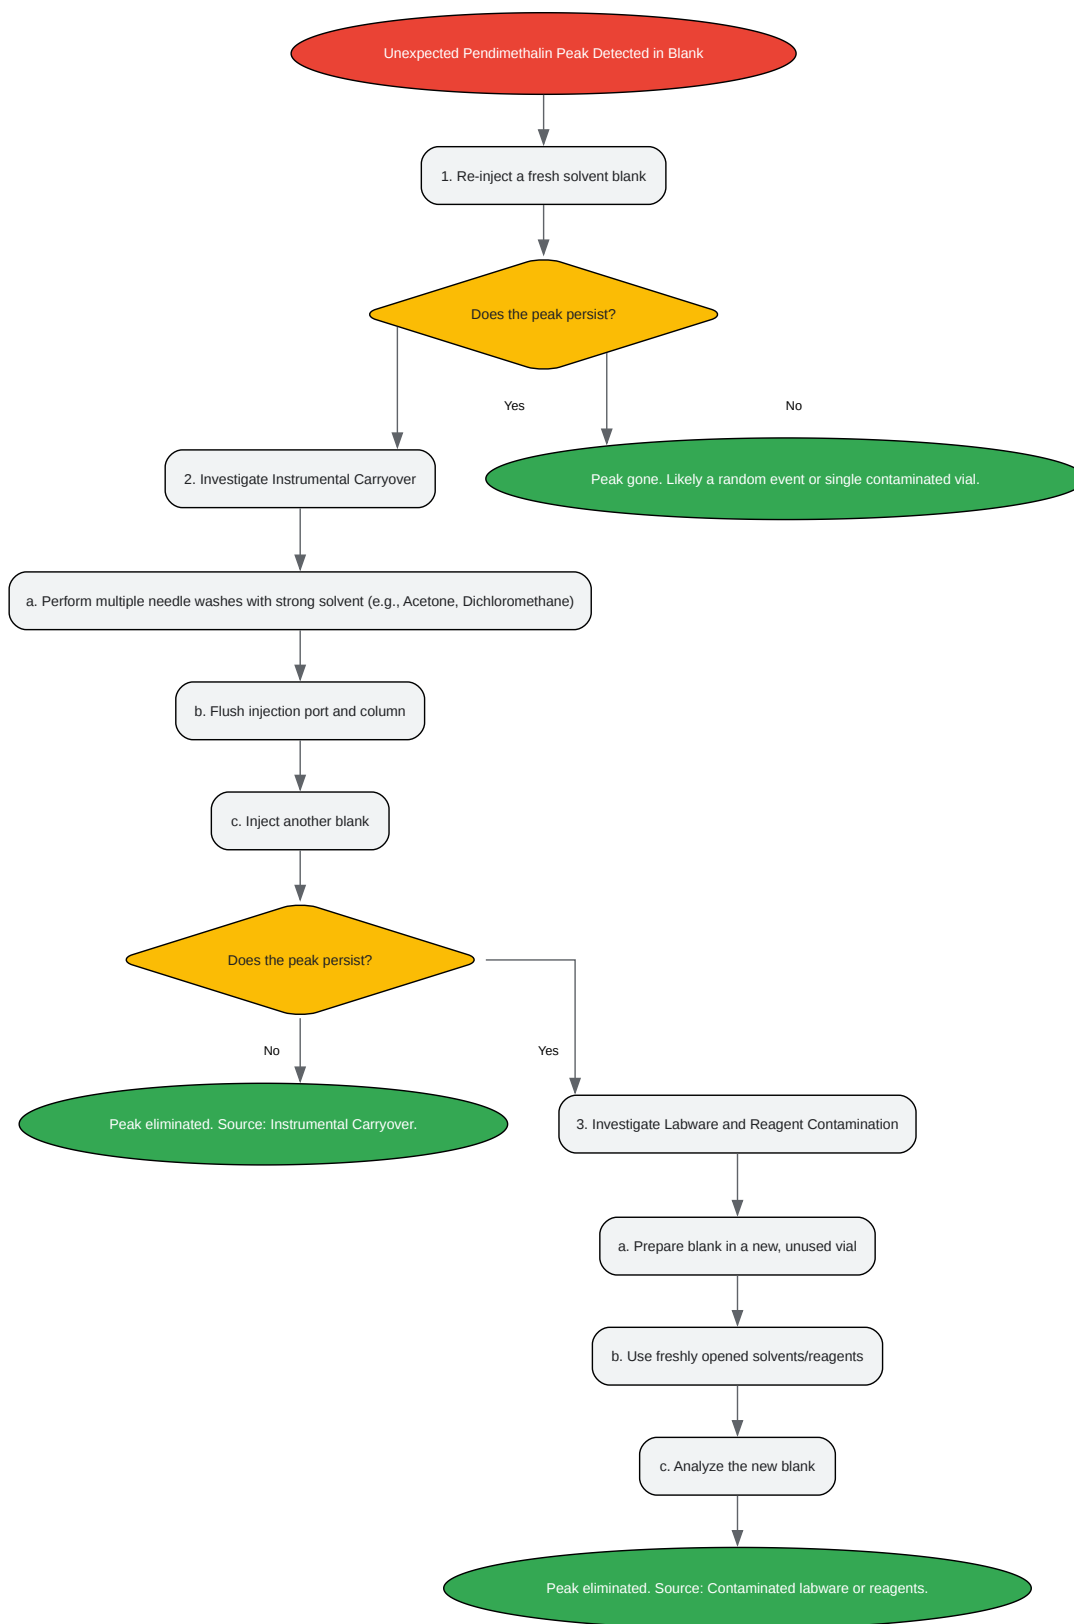 Unexpected Pendimethalin Peak Detected in Blank
1. Re-inject a fresh solvent blank
Does the peak persist?
Yes
No
2. Investigate Instrumental Carryover
Peak gone. Likely a random event or single contaminated vial.
a. Perform multiple needle washes with strong solvent (e.g., Acetone, Dichloromethane)
b. Flush injection port and column
c. Inject another blank
Does the peak persist?
No
Yes
Peak eliminated. Source: Instrumental Carryover.
3. Investigate Labware and Reagent Contamination
a. Prepare blank in a new, unused vial
b. Use freshly opened solvents/reagents
c. Analyze the new blank
Peak eliminated. Source: Contaminated labware or reagents.